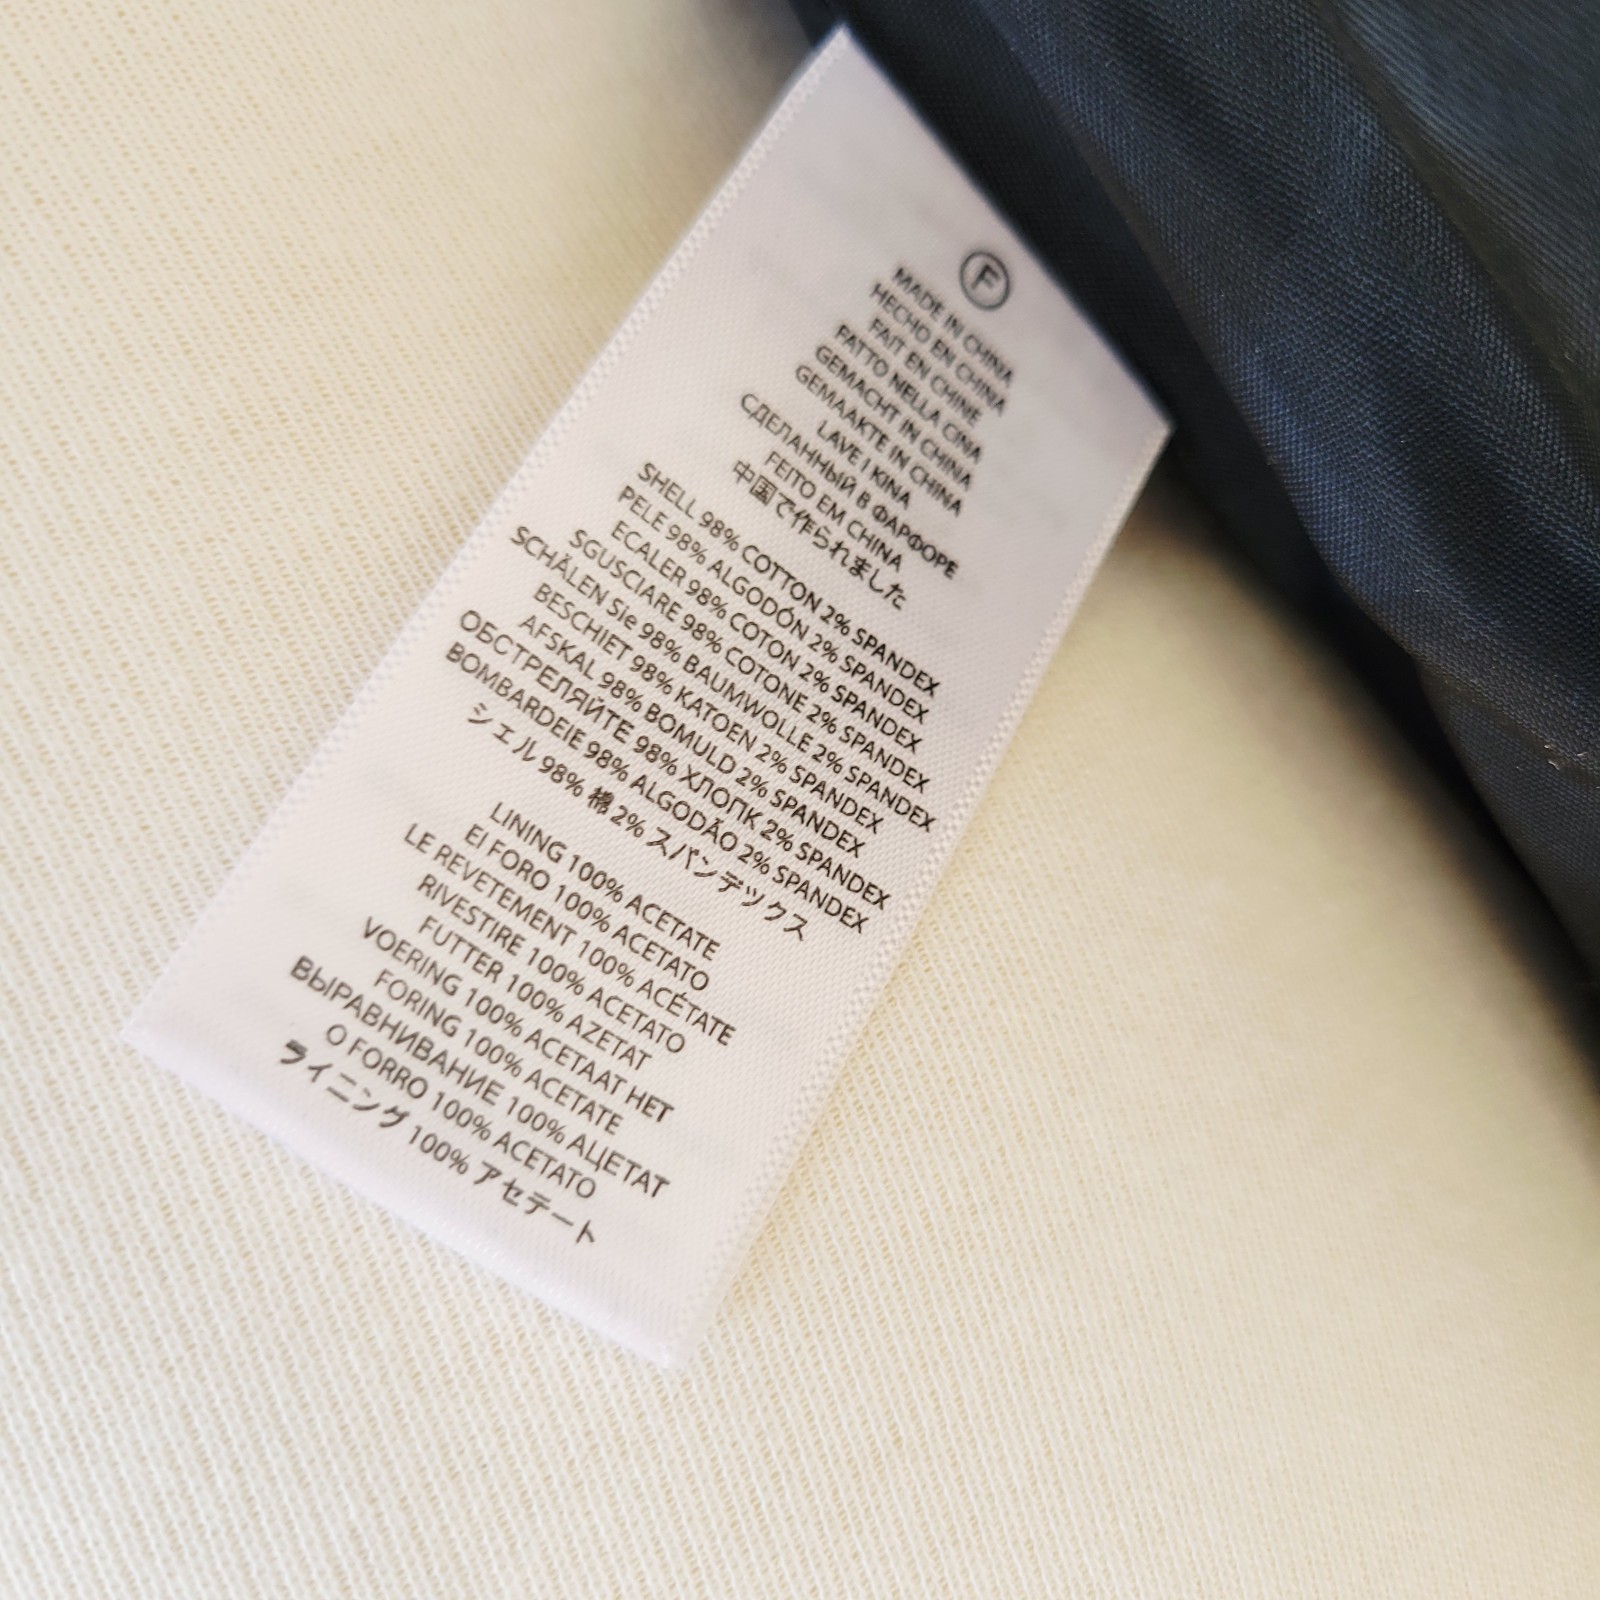 F
MADE IN CHINA
HECHO EN CHINA
FAIT EN CHINE
FATTO NELLA CINA
GEMACHT IN CHINA
GEMAAKTE IN CHINA
LAVE I KINA
СДЕЛАННЫЙ В ФАРФОРЕ
FEITO EM CHINA
中国で作られました
SHELL 98% COTTON 2% SPANDEX
PELE 98% ALGODÓN 2% SPANDEX
ECALER 98% COTON 2% SPANDEX
SGUSCIARE 98% COTONE 2% SPANDEX
SCHÄLEN Sie 98% BAUMWOLLE 2% SPANDEX
BESCHIET 98% KATOEN 2% SPANDEX
AFSKAL 98% BOMULD 2% SPANDEX
ОБСТРЕЛЯЙТЕ 98% ХЛОПК 2% SPANDEX
BOMBARDEIE 98% ALGODÃO 2% SPANDEX
シェル 98% 綿 2% スパンデックス
LINING 100% ACETATE
EI FORO 100% ACETATO
LE REVETEMENT 100% ACÉTATE
RIVESTIRE 100% ACETATO
FUTTER 100% AZETAT
VOERING 100% ACETAAT HET
FORING 100% ACETATE
ВЫРАВНИВАНИЕ 100% АЦЕТАТ
O FORRO 100% ACETATO
ライニング 100% アセテート